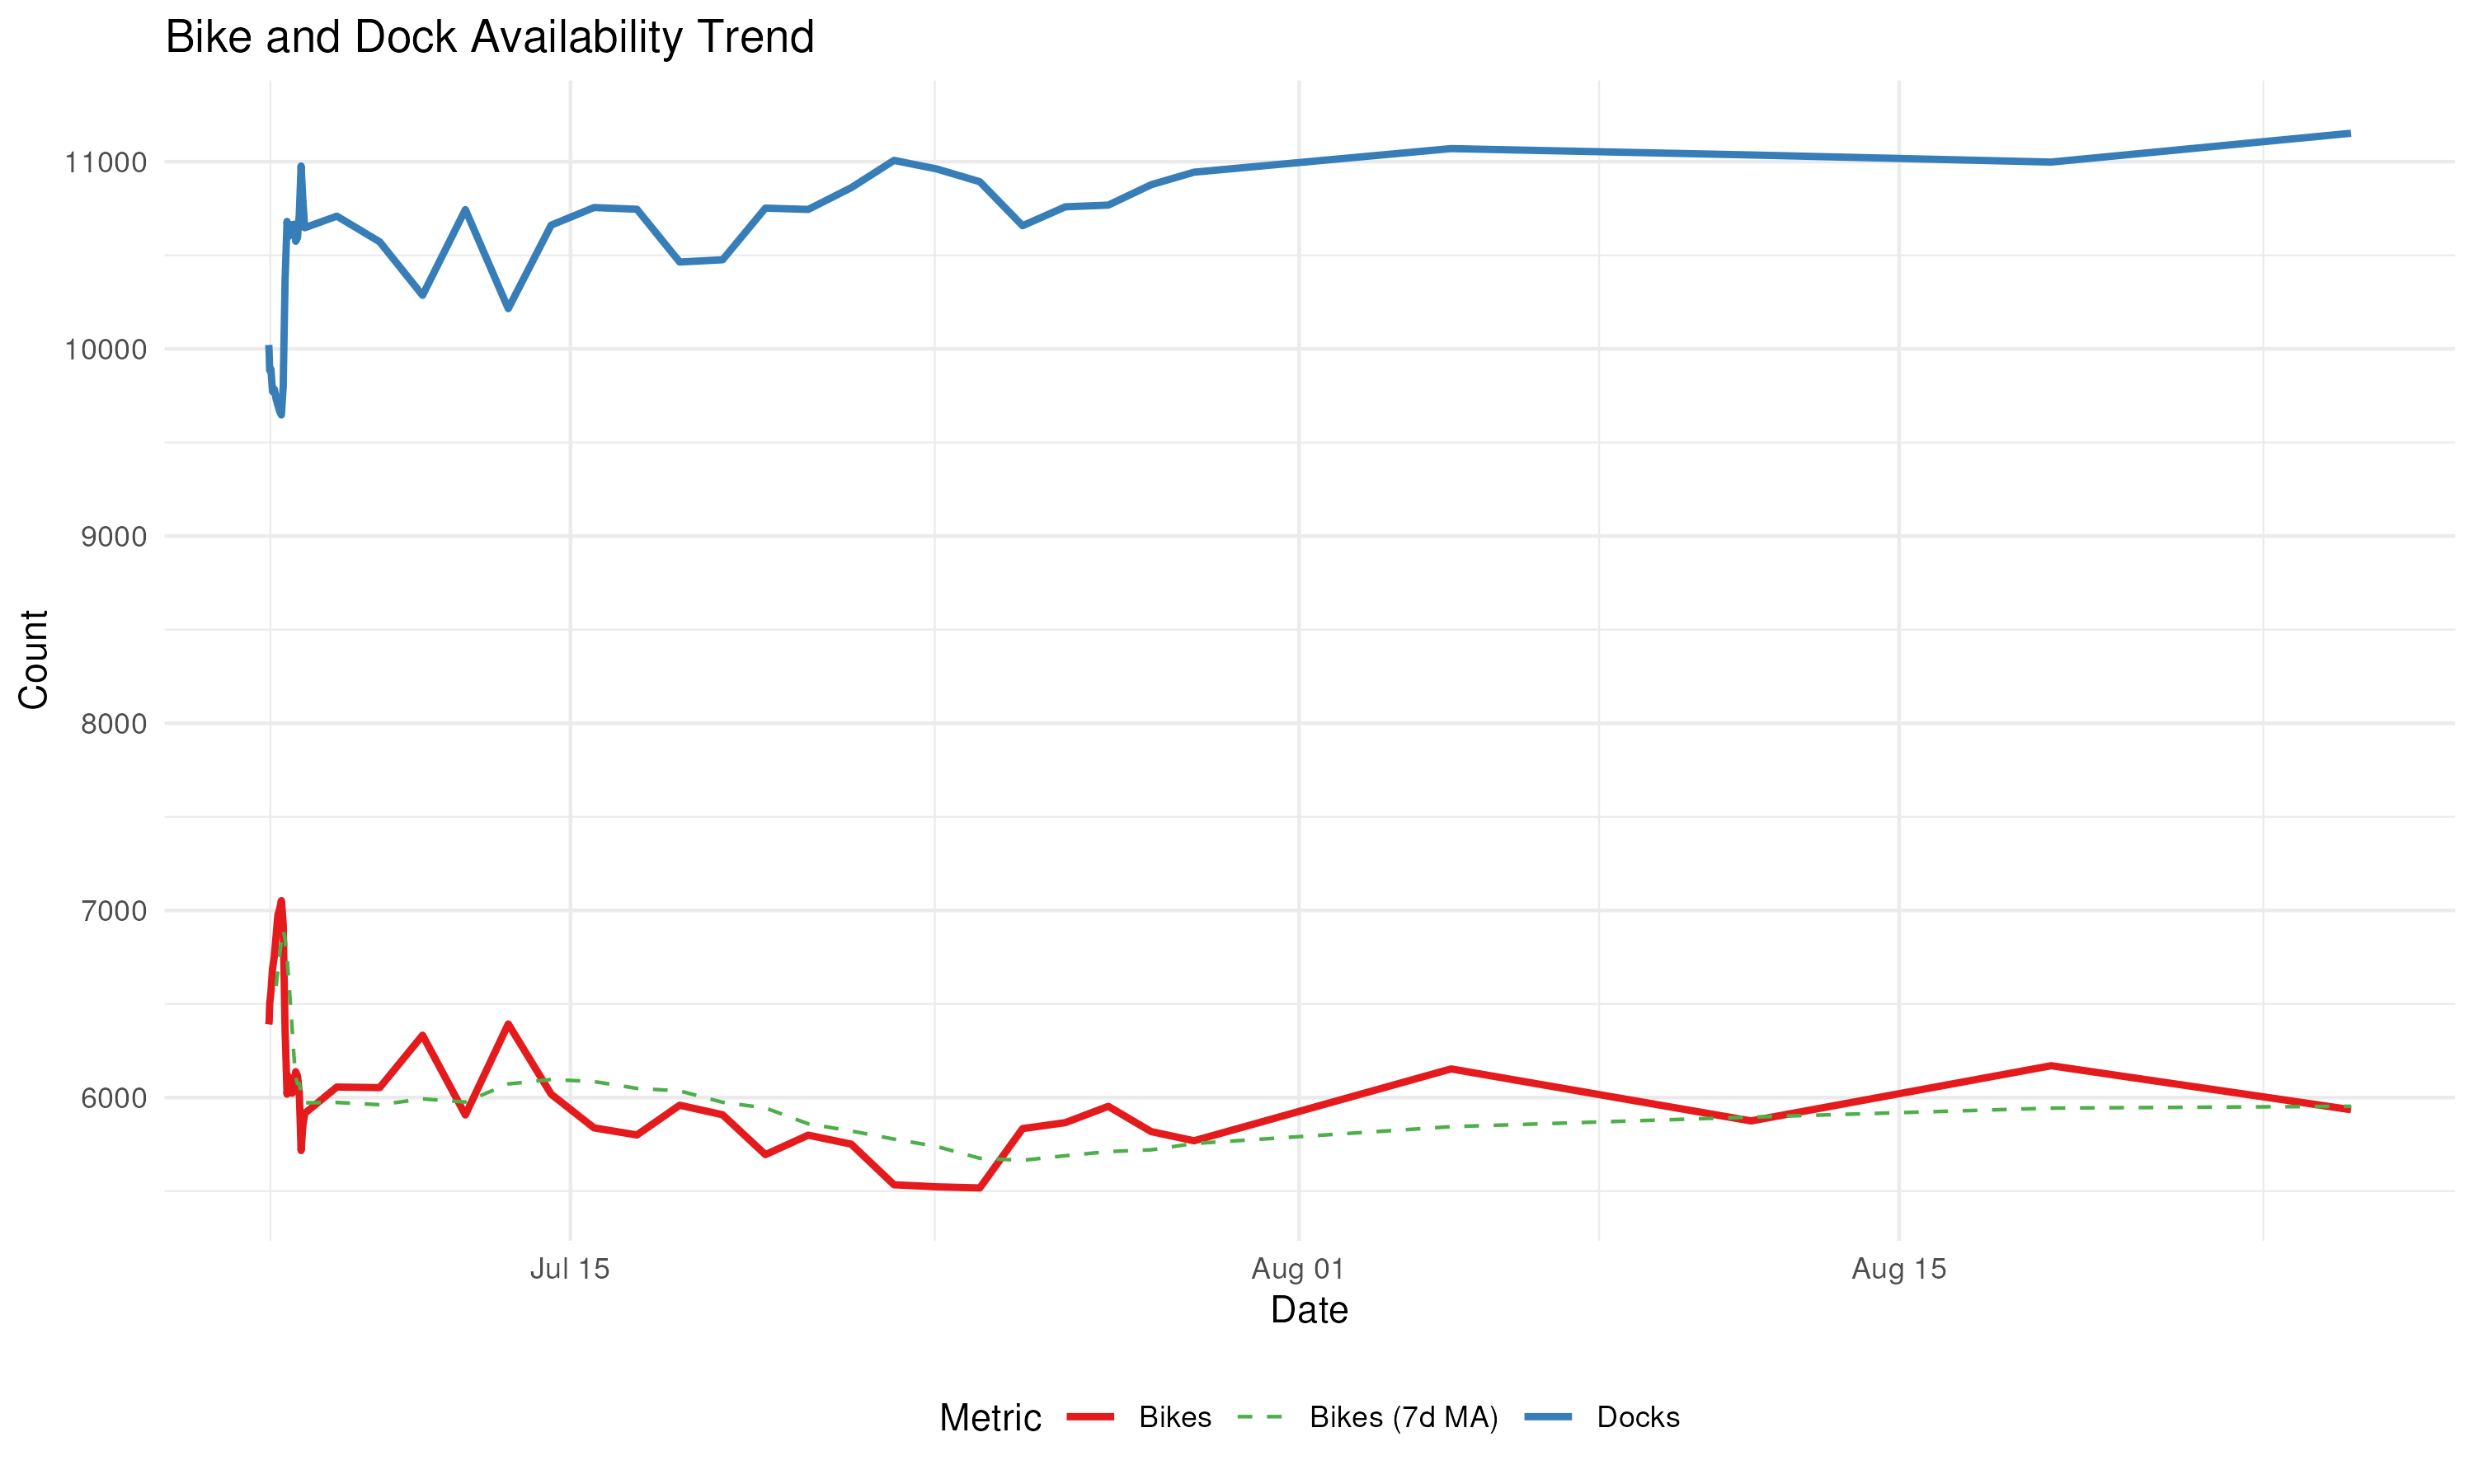 Bike and Dock Availability Trend
11000
10000
9000
8000
7000
6000
Count
Jul 15 Aug 01 Aug 15
Date
Metric Bikes Bikes (7d MA) Docks